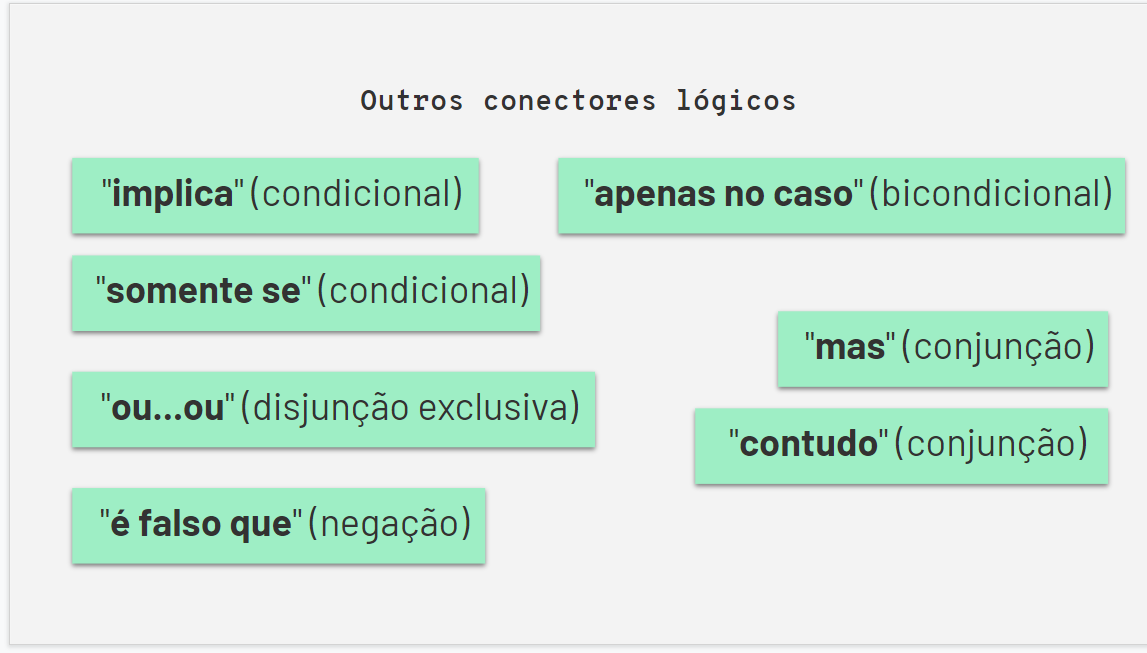 Outros conectores lógicos
"implica" (condicional)
"apenas no caso" (bicondicional)
"somente se" (condicional)
"mas" (conjunção)
"ou...ou" (disjunção exclusiva)
"contudo" (conjunção)
"é falso que" (negação)